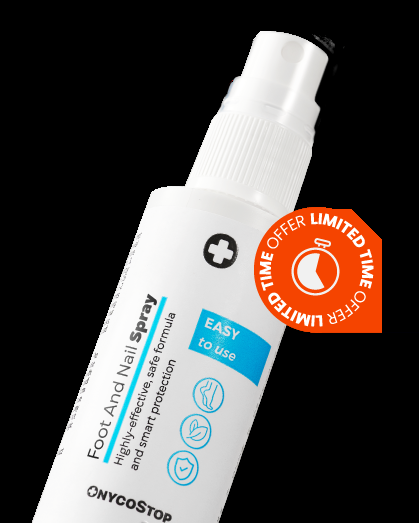 LIMITED TIME OFFER LIMITED TIME OFFER
EASY
to use
Foot And Nail Spray
Highly-effective, safe formula
and smart protection
ONYCOSTOP